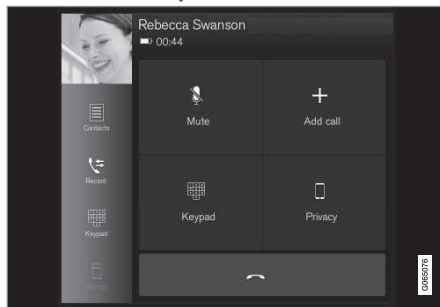 Rebecca Swanson
00:44
Contacts
Recent
Keypad
Mute
Add call
Keypad
Privacy
G065076